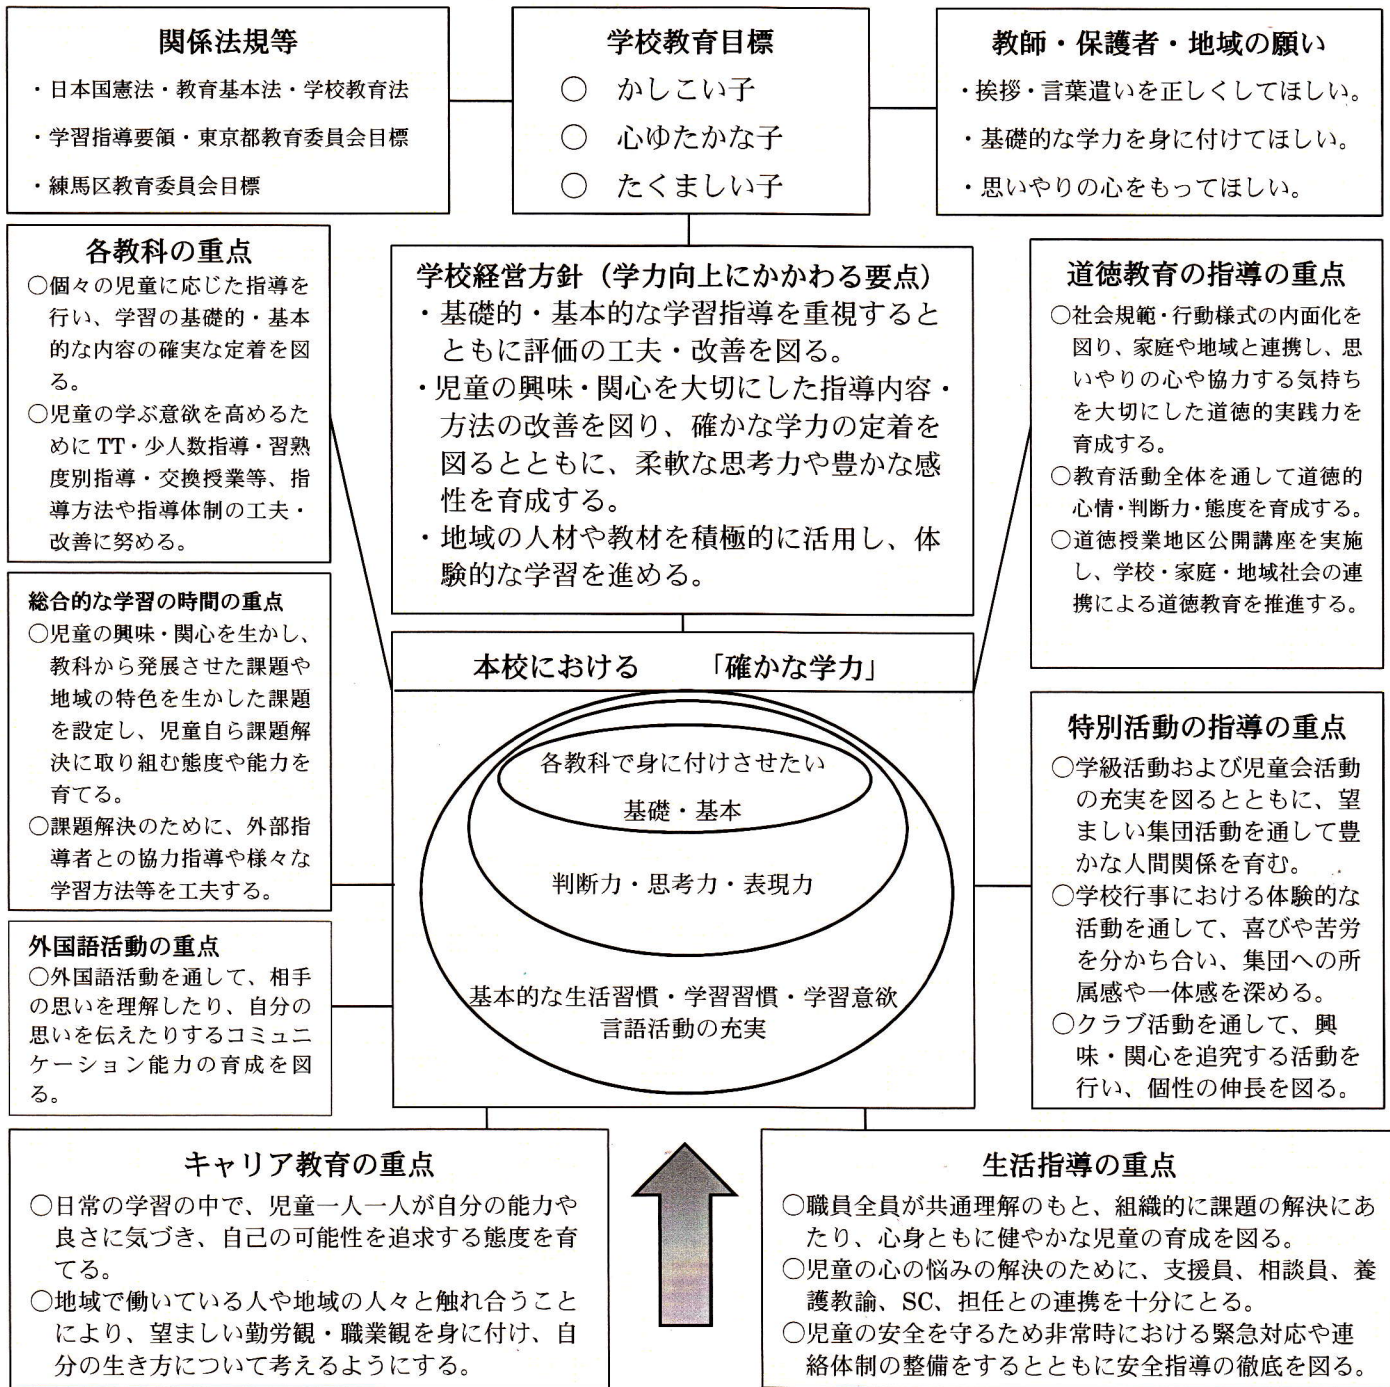 関係法規等
・日本国憲法・教育基本法・学校教育法
・学習指導要領・東京都教育委員会目標
・練馬区教育委員会目標
学校教育目標
○ かしこい子
○ 心ゆたかな子
○ たくましい子
教師・保護者・地域の願い
・挨拶・言葉遣いを正しくしてほしい。
・基礎的な学力を身に付けてほしい。
・思いやりの心をもってほしい。
各教科の重点
○個々の児童に応じた指導を
行い、学習の基礎的・基本
的な内容の確実な定着を図
る。
○児童の学ぶ意欲を高めるた
めに TT・少人数指導・習熟
度別指導・交換授業等、指
導方法や指導体制の工夫・
改善に努める。
学校経営方針（学力向上にかかわる要点）
・基礎的・基本的な学習指導を重視すると
ともに評価の工夫・改善を図る。
・児童の興味・関心を大切にした指導内容・
方法の改善を図り、確かな学力の定着を
図るとともに、柔軟な思考力や豊かな感
性を育成する。
・地域の人材や教材を積極的に活用し、体
験的な学習を進める。
道徳教育の指導の重点
○社会規範・行動様式の内面化を
図り、家庭や地域と連携し、思
いやりの心や協力する気持ち
を大切にした道徳的実践力を
育成する。
○教育活動全体を通して道徳的
心情・判断力・態度を育成する。
○道徳授業地区公開講座を実施
し、学校・家庭・地域社会の連
携による道徳教育を推進する。
総合的な学習の時間の重点
○児童の興味・関心を生かし、
教科から発展させた課題や
地域の特色を生かした課題
を設定し、児童自ら課題解
決に取り組む態度や能力を
育てる。
○課題解決のために、外部指
導者との協力指導や様々な
学習方法等を工夫する。
本校における 「確かな学力」
各教科で身に付けさせたい
基礎・基本
判断力・思考力・表現力
基本的な生活習慣・学習習慣・学習意欲
言語活動の充実
特別活動の指導の重点
○学級活動および児童会活動
の充実を図るとともに、望
ましい集団活動を通して豊
かな人間関係を育む。
○学校行事における体験的な
活動を通して、喜びや苦労
を分かち合い、集団への所
属感や一体感を深める。
○クラブ活動を通して、興
味・関心を追究する活動を
行い、個性の伸長を図る。
外国語活動の重点
○外国語活動を通して、相手
の思いを理解したり、自分の
思いを伝えたりするコミュニ
ケーション能力の育成を図
る。
キャリア教育の重点
○日常の学習の中で、児童一人一人が自分の能力や
良さに気づき、自己の可能性を追求する態度を育
てる。
○地域で働いている人や地域の人々と触れ合うこと
により、望ましい勤労観・職業観を身に付け、自
分の生き方について考えるようにする。
生活指導の重点
○職員全員が共通理解のもと、組織的に課題の解決にあ
たり、心身ともに健やかな児童の育成を図る。
○児童の心の悩みの解決のために、支援員、相談員、養
護教諭、SC、担任との連携を十分にとる。
○児童の安全を守るため非常時における緊急対応や連
絡体制の整備をするとともに安全指導の徹底を図る。